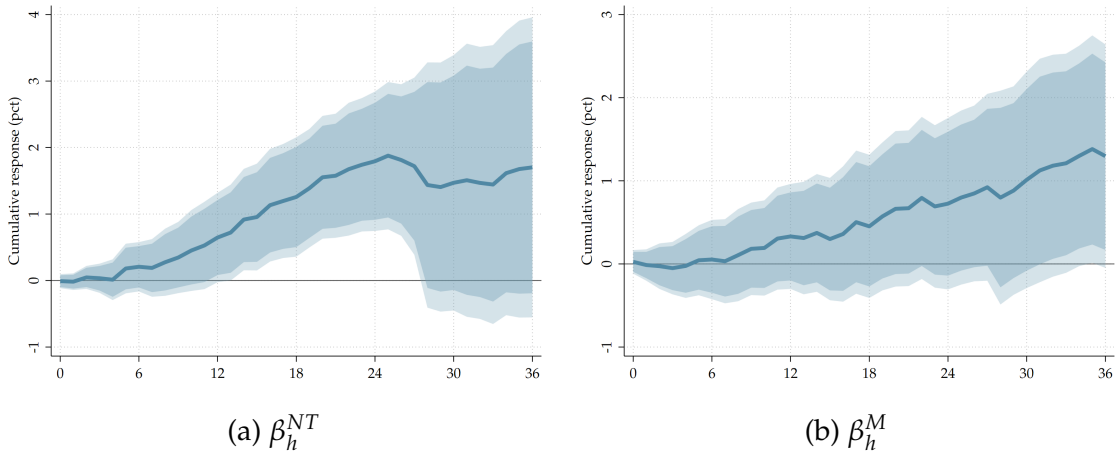 Cumulative response (pct)
4
3
2
1
0
-1
0 6 12 18 24 30 36
(a) β_h^{NT}
Cumulative response (pct)
3
2
1
0
-1
0 6 12 18 24 30 36
(b) β_h^M